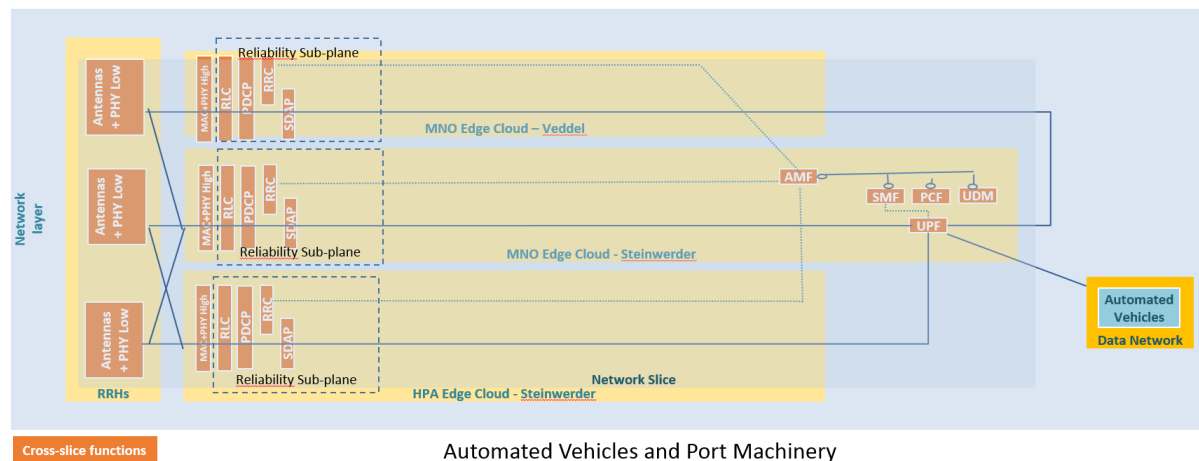 Reliability Sub-plane
Antennas
+ PHY Low
MAC+PHY High
RLC
PDCP
RRC
SDAP
MNO Edge Cloud – Veddel
Network
layer
Antennas
+ PHY Low
MAC+PHY High
RLC
PDCP
RRC
SDAP
Reliability Sub-plane
AMF
SMF
PCF
UDM
UPF
MNO Edge Cloud - Steinwerder
Antennas
+ PHY Low
MAC+PHY High
RLC
PDCP
RRC
SDAP
Reliability Sub-plane
Automated
Vehicles
Data Network
Network Slice
RRHs
HPA Edge Cloud - Steinwerder
Cross-slice functions
Automated Vehicles and Port Machinery